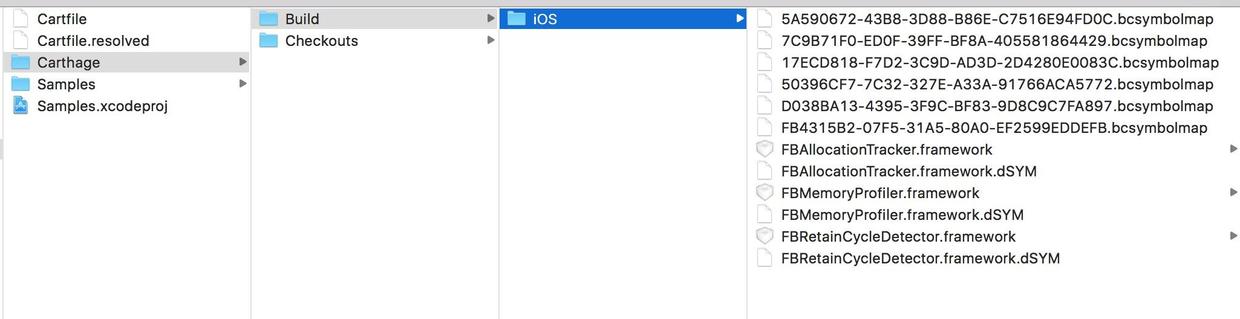 Cartfile
Cartfile.resolved
Carthage
Samples
Samples.xcodeproj
Build
Checkouts
iOS
5A590672-43B8-3D88-B86E-C7516E94FD0C.bcsymbolmap
7C9B71F0-ED0F-39FF-BF8A-405581864429.bcsymbolmap
17ECD818-F7D2-3C9D-AD3D-2D4280E0083C.bcsymbolmap
50396CF7-7C32-327E-A33A-91766ACA5772.bcsymbolmap
D038BA13-4395-3F9C-BF83-9D8C9C7FA897.bcsymbolmap
FB4315B2-07F5-31A5-80A0-EF2599EDDEFB.bcsymbolmap
FBAllocationTracker.framework
FBAllocationTracker.framework.dSYM
FBMemoryProfiler.framework
FBMemoryProfiler.framework.dSYM
FBRetainCycleDetector.framework
FBRetainCycleDetector.framework.dSYM